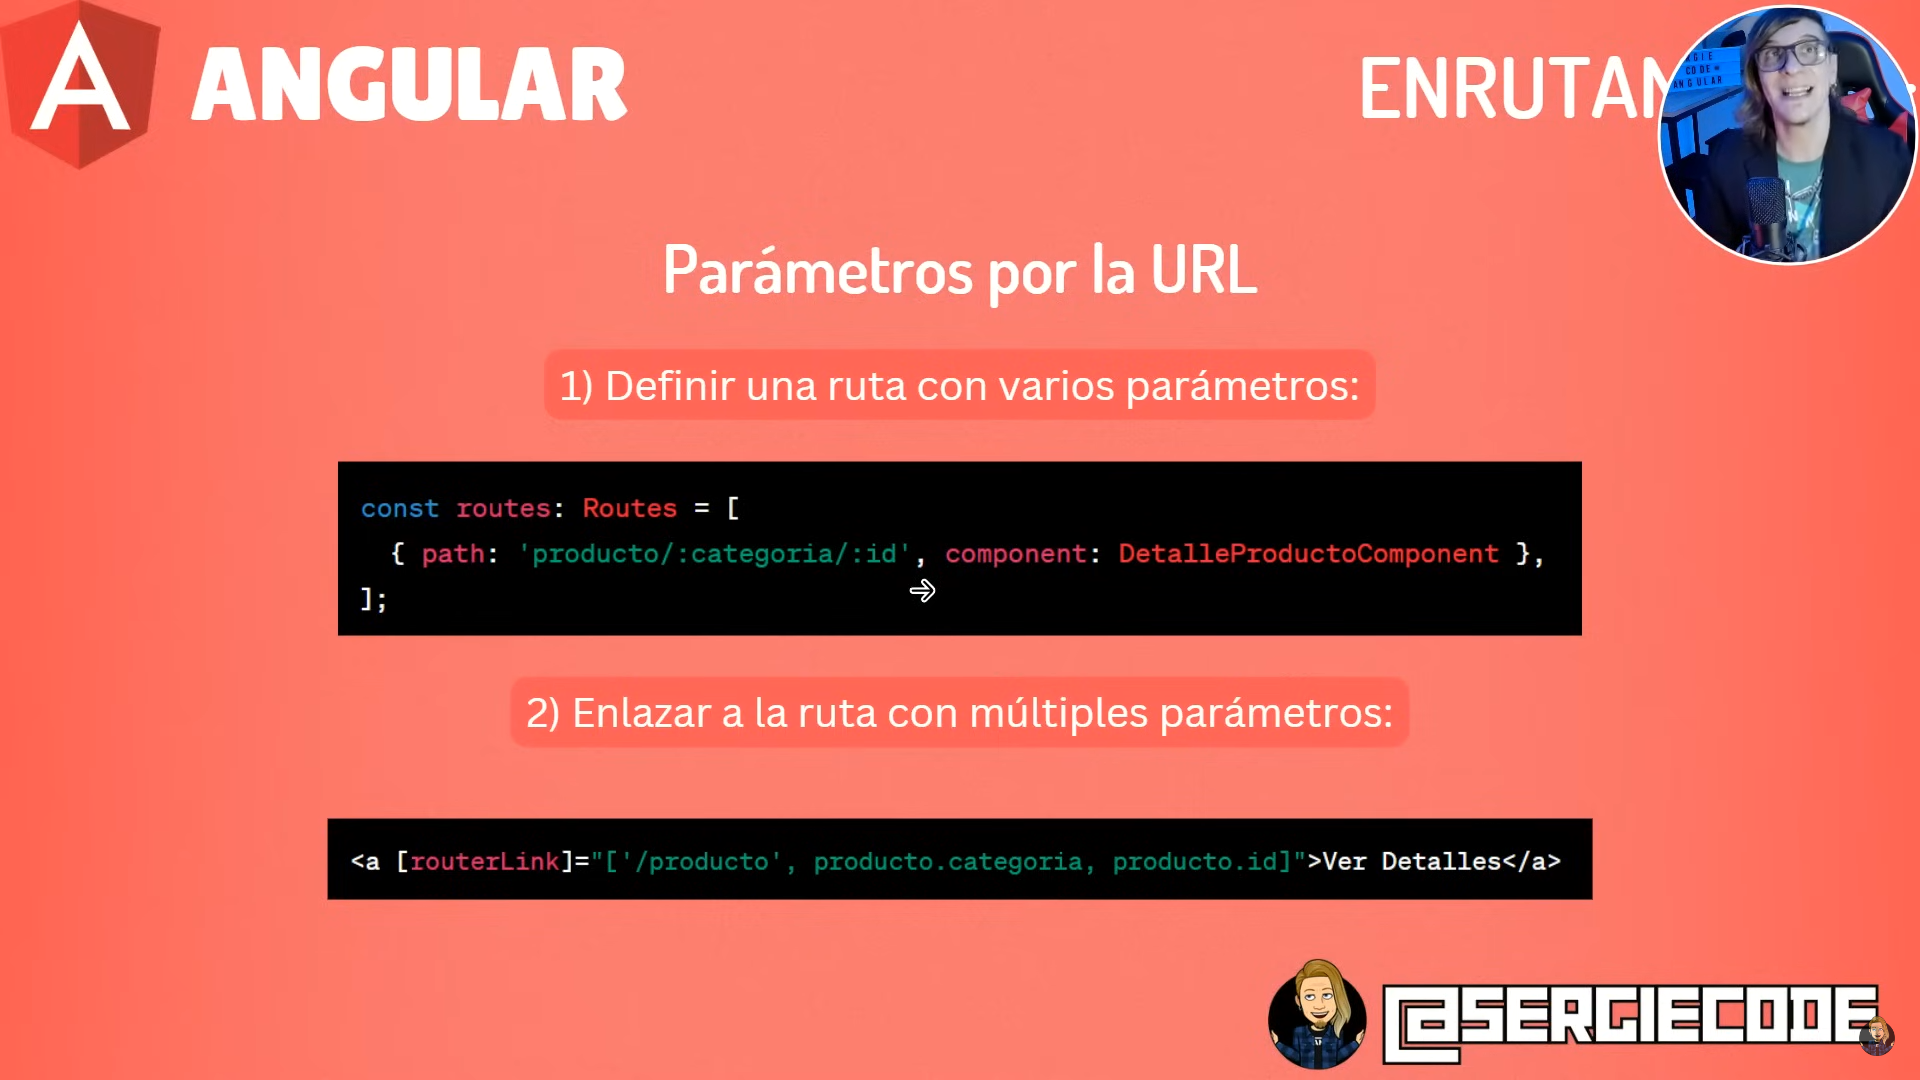 ANGULAR
Parámetros por la URL
1) Definir una ruta con varios parámetros:
const routes: Routes = [
{ path: 'producto/:categoria/:id', component: DetalleProductoComponent },
];
2) Enlazar a la ruta con múltiples parámetros:
<a [routerLink]="['/producto', producto.categoria, producto.id]">Ver Detalles</a>
@SERGIECODE